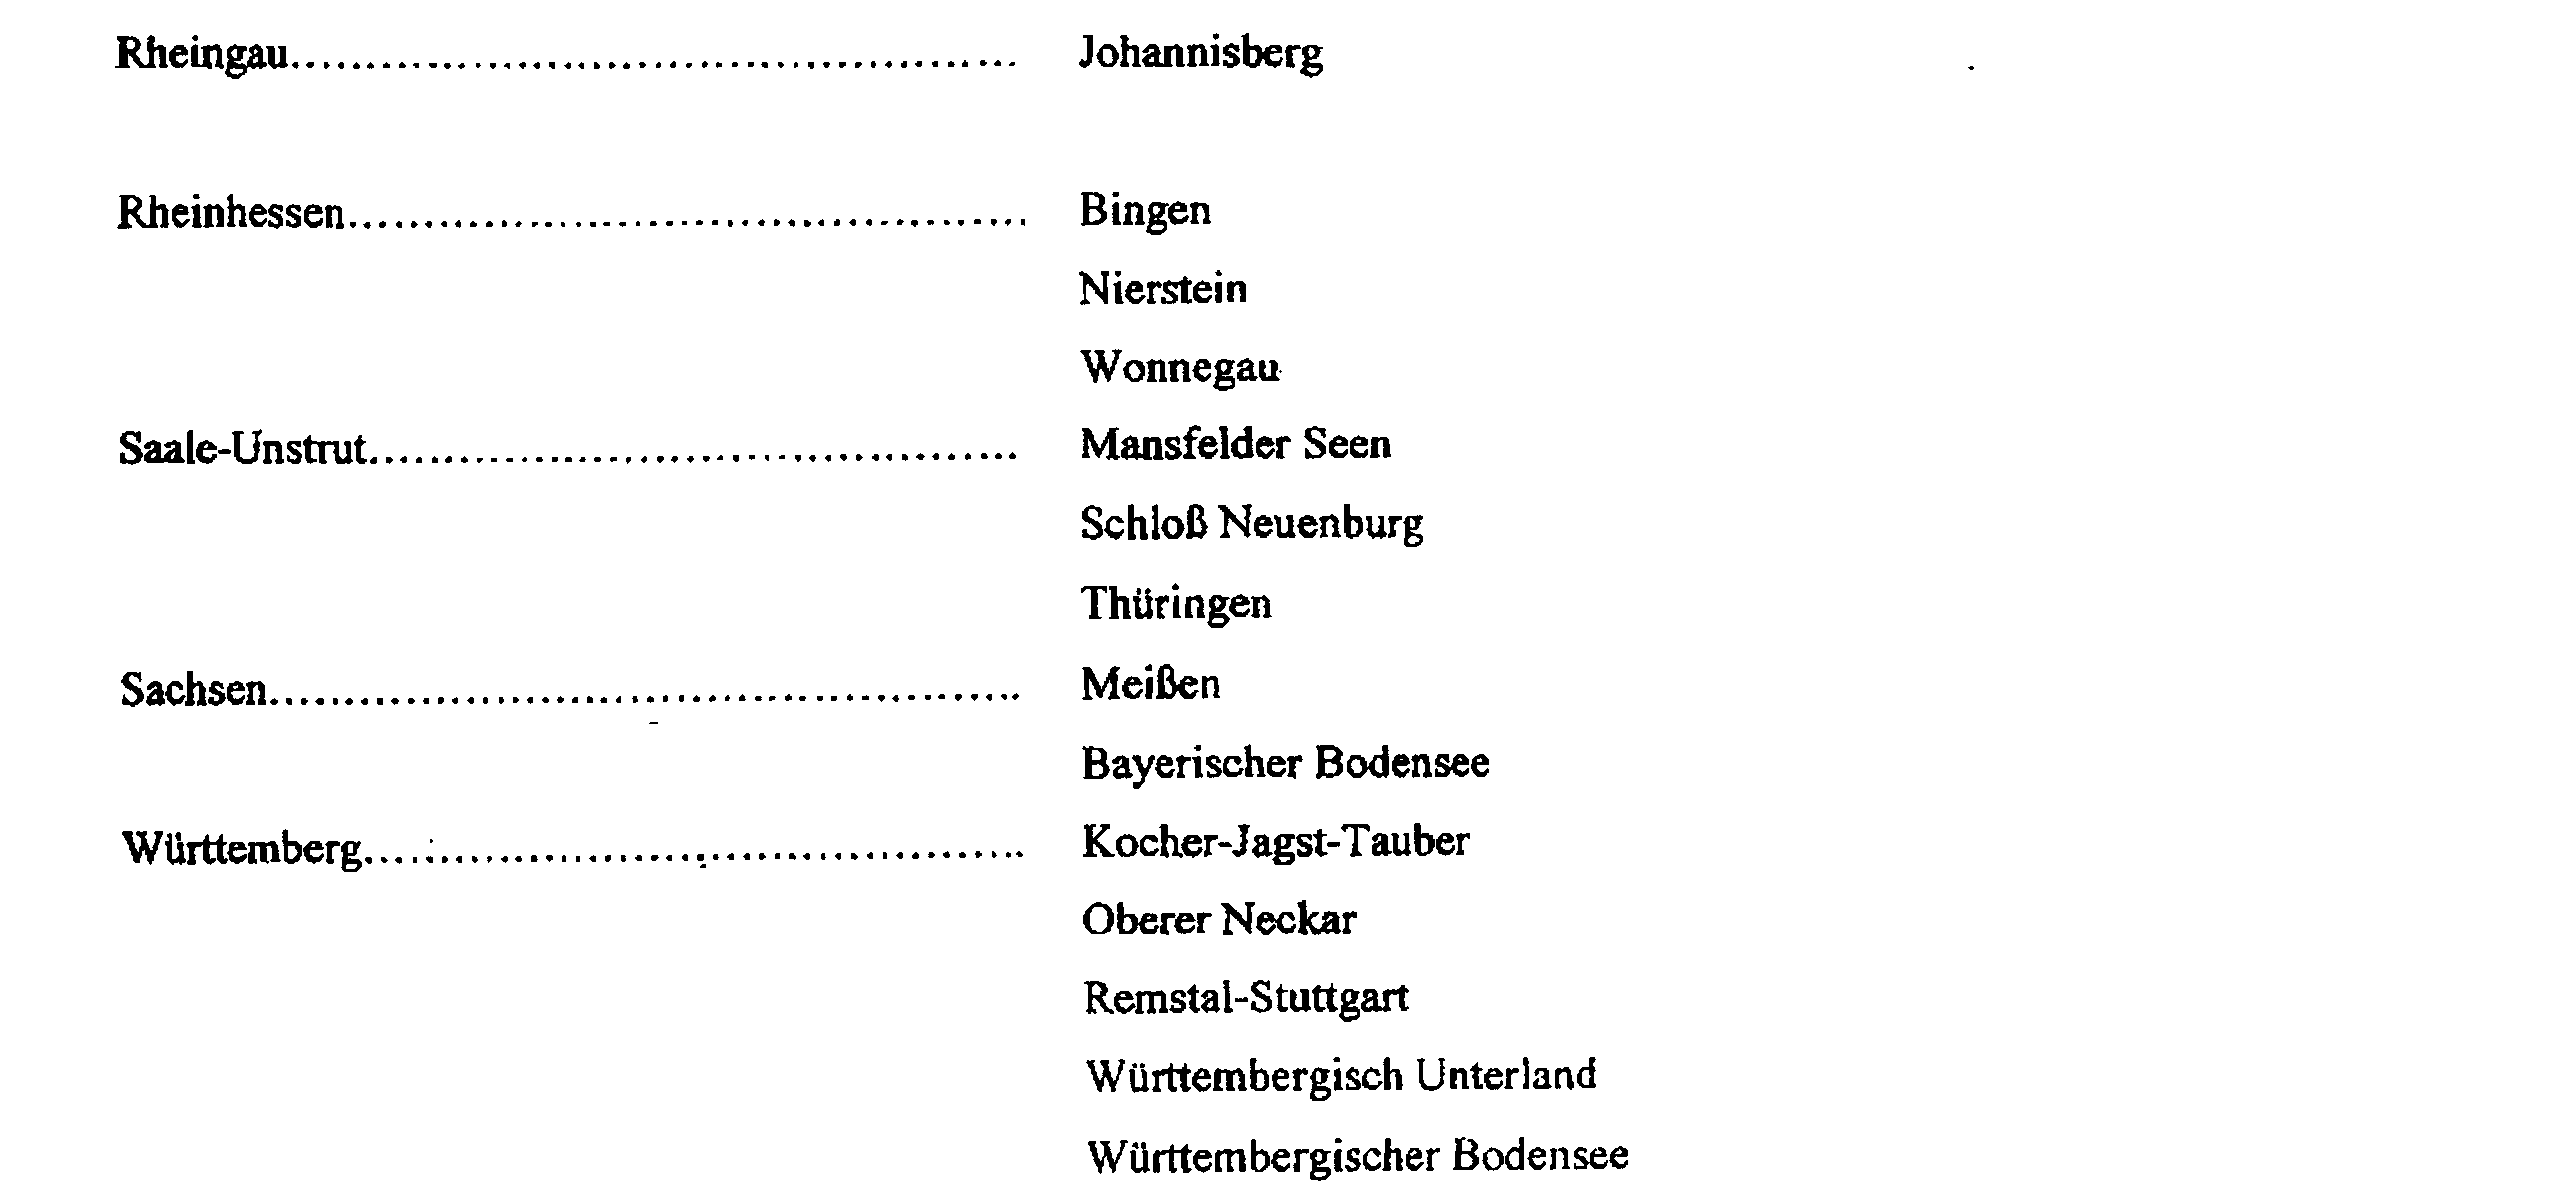 Rheingau................................................ Johannisberg
Rheinhessen............................................. Bingen
Nierstein
Wonnegau
Saale-Unstrut........................................... Mansfelder Seen
Schloß Neuenburg
Thüringen
Sachsen.................................................. Meißen
Bayerischer Bodensee
Württemberg............................................ Kocher-Jagst-Tauber
Oberer Neckar
Remstal-Stuttgart
Württembergisch Unterland
Württembergischer Bodensee